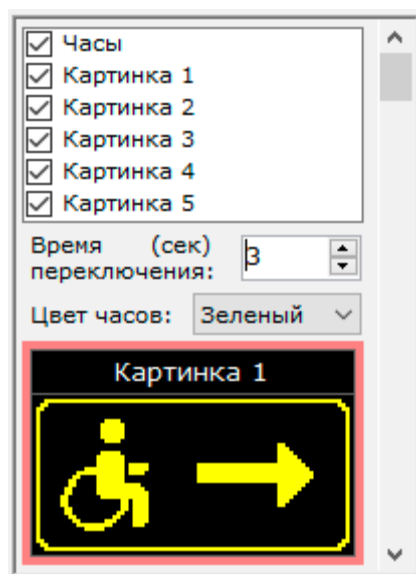 Часы
Картинка 1
Картинка 2
Картинка 3
Картинка 4
Картинка 5
Время (сек)
переключения:
3
Цвет часов: Зеленый
Картинка 1